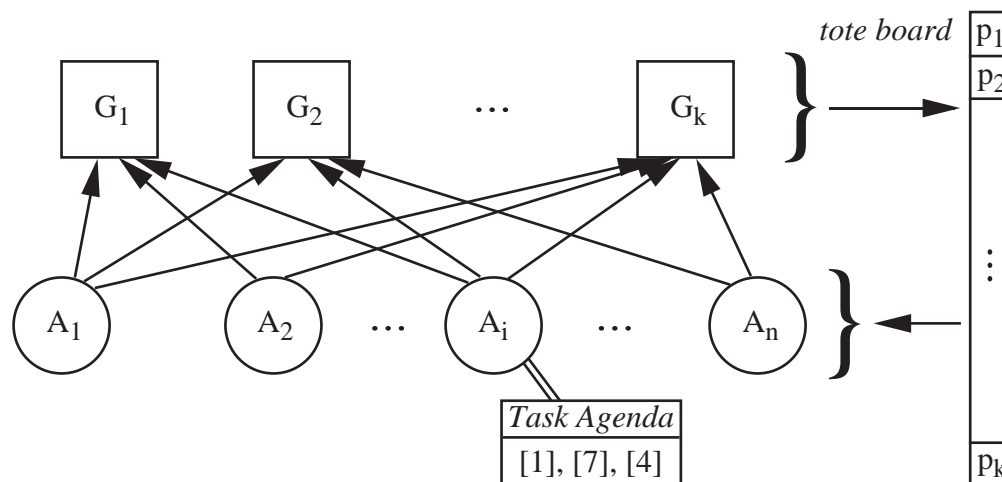 tote board
p₁
p₂
G₁ G₂ ... Gₖ
⋮
A₁ A₂ ... Aᵢ ... Aₙ
Task Agenda
[1], [7], [4]
pₖ